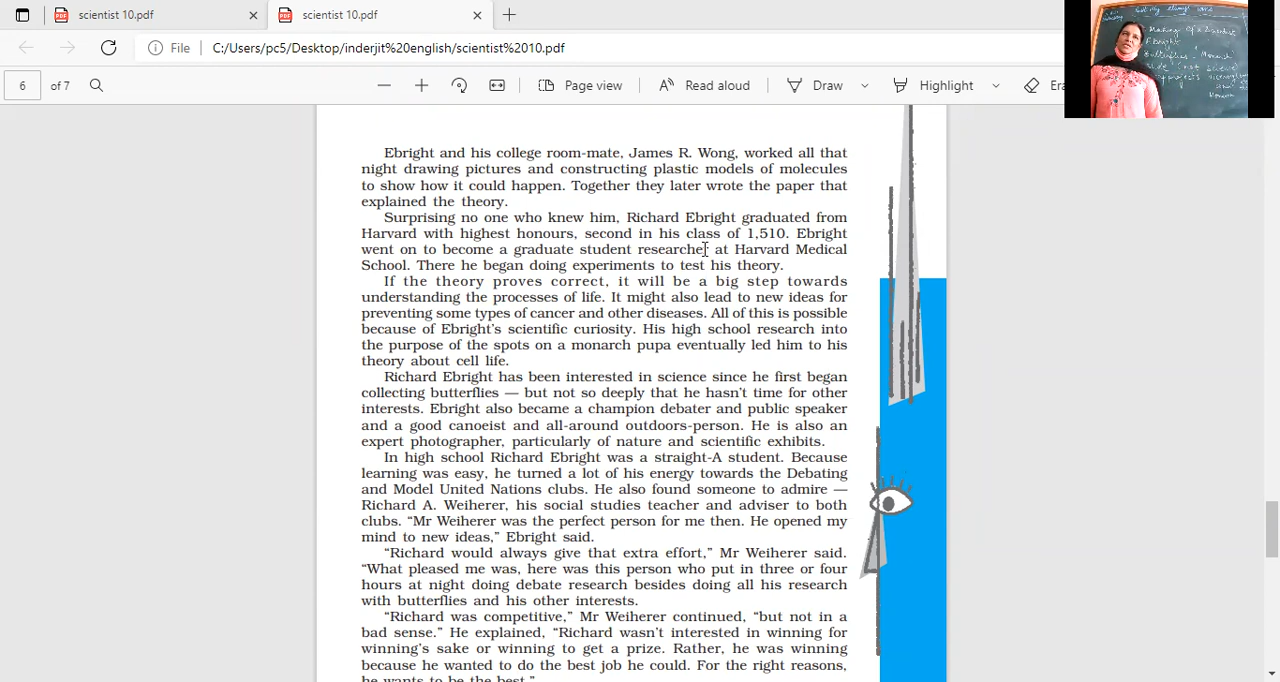 scientist 10.pdf
scientist 10.pdf
File C:/Users/pc5/Desktop/inderjit%20english/scientist%2010.pdf
6 of 7 Page view Read aloud Draw Highlight Era
Ebright and his college room-mate, James R. Wong, worked all that
night drawing pictures and constructing plastic models of molecules
to show how it could happen. Together they later wrote the paper that
explained the theory.
Surprising no one who knew him, Richard Ebright graduated from
Harvard with highest honours, second in his class of 1,510. Ebright
went on to become a graduate student researcher at Harvard Medical
School. There he began doing experiments to test his theory.
If the theory proves correct, it will be a big step towards
understanding the processes of life. It might also lead to new ideas for
preventing some types of cancer and other diseases. All of this is possible
because of Ebright's scientific curiosity. His high school research into
the purpose of the spots on a monarch pupa eventually led him to his
theory about cell life.
Richard Ebright has been interested in science since he first began
collecting butterflies — but not so deeply that he hasn't time for other
interests. Ebright also became a champion debater and public speaker
and a good canoeist and all-around outdoors-person. He is also an
expert photographer, particularly of nature and scientific exhibits.
In high school Richard Ebright was a straight-A student. Because
learning was easy, he turned a lot of his energy towards the Debating
and Model United Nations clubs. He also found someone to admire —
Richard A. Weiherer, his social studies teacher and adviser to both
clubs. “Mr Weiherer was the perfect person for me then. He opened my
mind to new ideas,” Ebright said.
“Richard would always give that extra effort,” Mr Weiherer said.
“What pleased me was, here was this person who put in three or four
hours at night doing debate research besides doing all his research
with butterflies and his other interests.
“Richard was competitive,” Mr Weiherer continued, “but not in a
bad sense.” He explained, “Richard wasn't interested in winning for
winning's sake or winning to get a prize. Rather, he was winning
because he wanted to do the best job he could. For the right reasons,
he wants to be the best.”